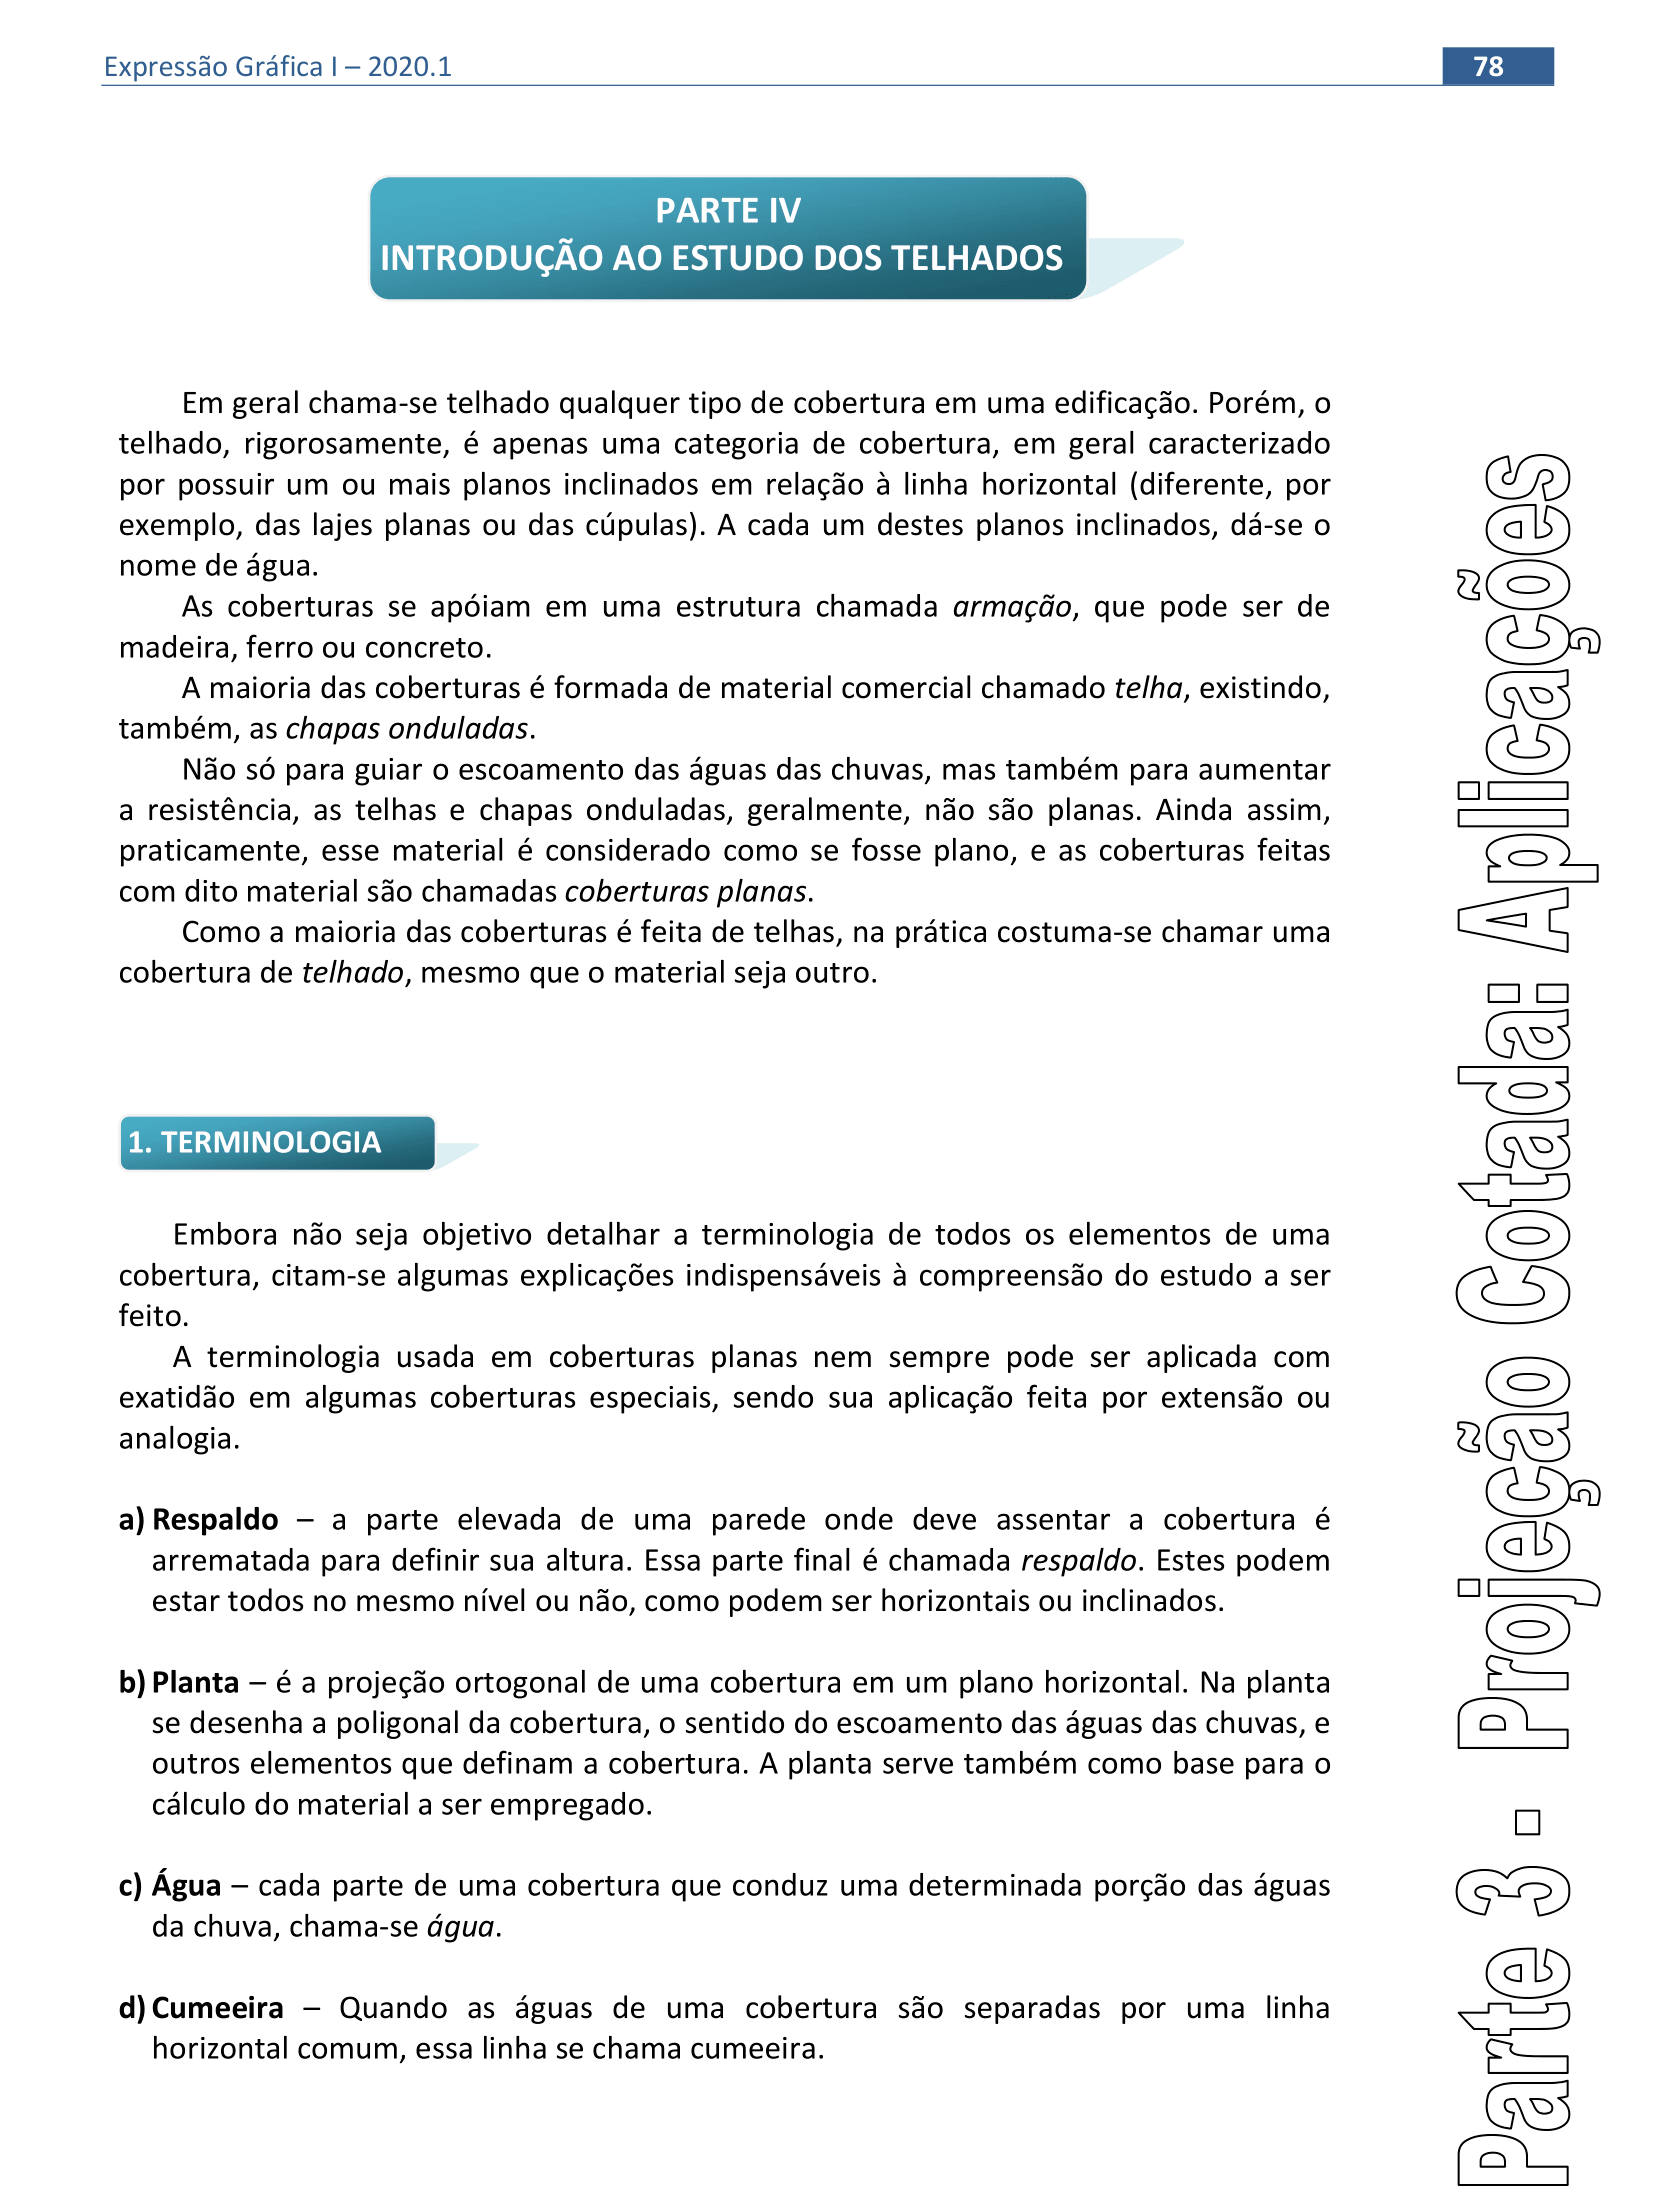 Expressão Gráfica I – 2020.1
78
PARTE IV
INTRODUÇÃO AO ESTUDO DOS TELHADOS
Em geral chama-se telhado qualquer tipo de cobertura em uma edificação. Porém, o
telhado, rigorosamente, é apenas uma categoria de cobertura, em geral caracterizado
por possuir um ou mais planos inclinados em relação à linha horizontal (diferente, por
exemplo, das lajes planas ou das cúpulas). A cada um destes planos inclinados, dá-se o
nome de água.
As coberturas se apóiam em uma estrutura chamada armação, que pode ser de
madeira, ferro ou concreto.
A maioria das coberturas é formada de material comercial chamado telha, existindo,
também, as chapas onduladas.
Não só para guiar o escoamento das águas das chuvas, mas também para aumentar
a resistência, as telhas e chapas onduladas, geralmente, não são planas. Ainda assim,
praticamente, esse material é considerado como se fosse plano, e as coberturas feitas
com dito material são chamadas coberturas planas.
Como a maioria das coberturas é feita de telhas, na prática costuma-se chamar uma
cobertura de telhado, mesmo que o material seja outro.
1. TERMINOLOGIA
Embora não seja objetivo detalhar a terminologia de todos os elementos de uma
cobertura, citam-se algumas explicações indispensáveis à compreensão do estudo a ser
feito.
A terminologia usada em coberturas planas nem sempre pode ser aplicada com
exatidão em algumas coberturas especiais, sendo sua aplicação feita por extensão ou
analogia.
a) Respaldo – a parte elevada de uma parede onde deve assentar a cobertura é
arrematada para definir sua altura. Essa parte final é chamada respaldo. Estes podem
estar todos no mesmo nível ou não, como podem ser horizontais ou inclinados.
b) Planta – é a projeção ortogonal de uma cobertura em um plano horizontal. Na planta
se desenha a poligonal da cobertura, o sentido do escoamento das águas das chuvas, e
outros elementos que definam a cobertura. A planta serve também como base para o
cálculo do material a ser empregado.
c) Água – cada parte de uma cobertura que conduz uma determinada porção das águas
da chuva, chama-se água.
d) Cumeeira – Quando as águas de uma cobertura são separadas por uma linha
horizontal comum, essa linha se chama cumeeira.
Parte 3 - Projeção Cotada: Aplicações